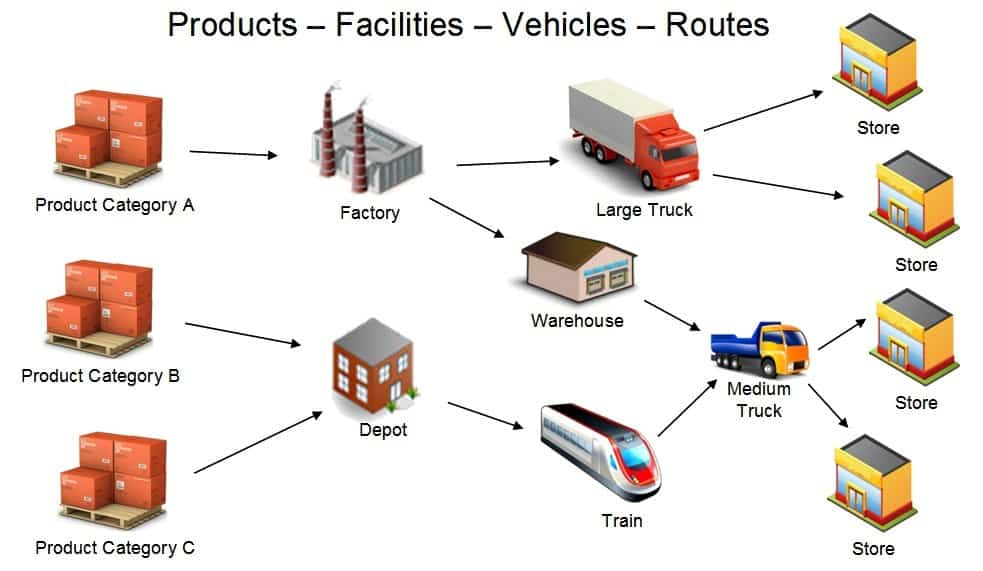 Products – Facilities – Vehicles – Routes
Store
Product Category A
Factory
Large Truck
Store
Warehouse
Product Category B
Medium
Truck
Store
Depot
Train
Product Category C
Store